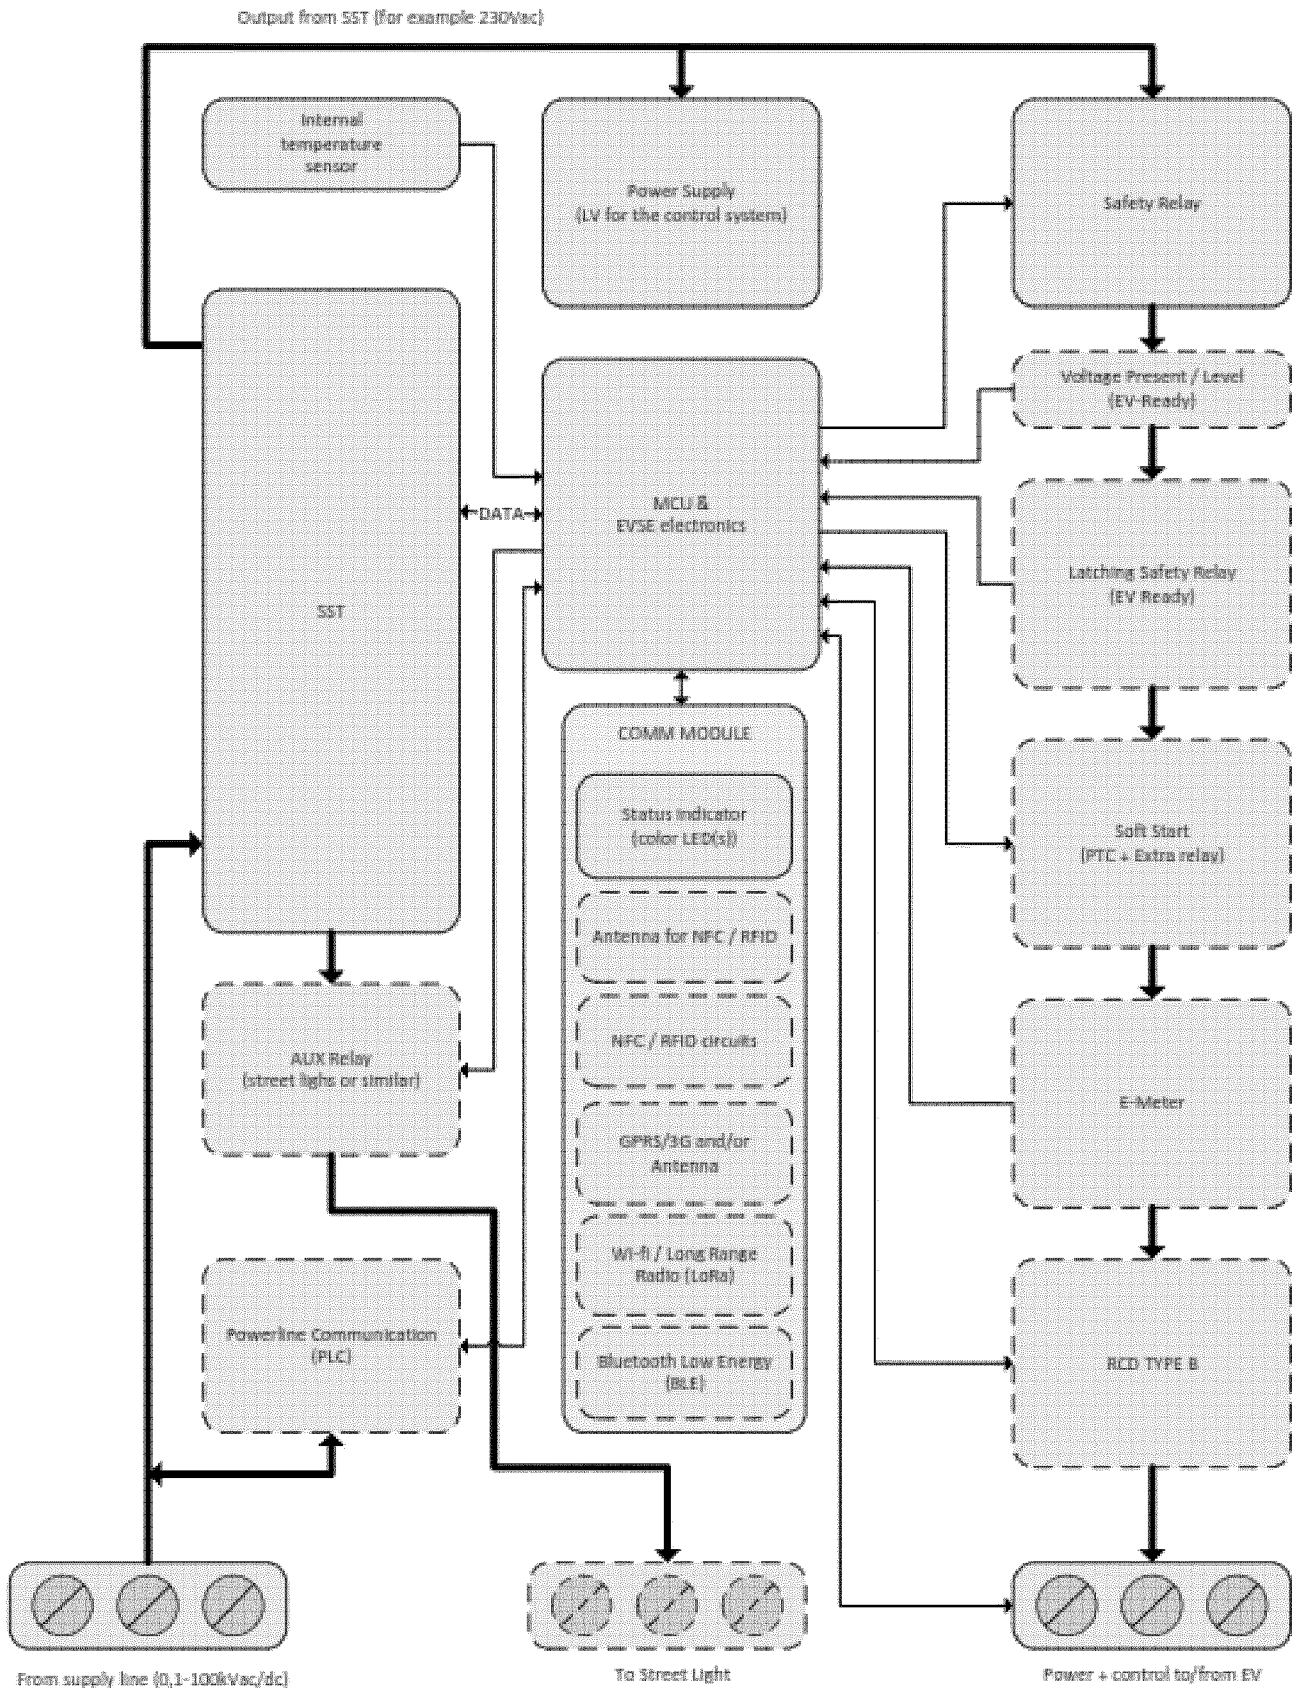 Output from SST (for example 230Vac)
Internal
temperature
sensor
Power Supply
(LV for the control system)
Safety Relay
Voltage Present / Level
(EV-Ready)
MCU &
EVSE electronics
DATA
Latching Safety Relay
(EV Ready)
SST
COMM MODULE
Status indicator
(color LED(s))
Soft Start
(PTC + Extra relay)
Antenna for NFC / RFID
NFC / RFID circuits
AUX Relay
(street lighs or similar)
E-Meter
GPRS/3G and/or
Antenna
Wi-fi / Long Range
Radio (LoRa)
Powerline Communication
(PLC)
Bluetooth Low Energy
(BLE)
RCD TYPE B
From supply line (0,1-100kVac/dc)
To Street Light
Power + control to/from EV